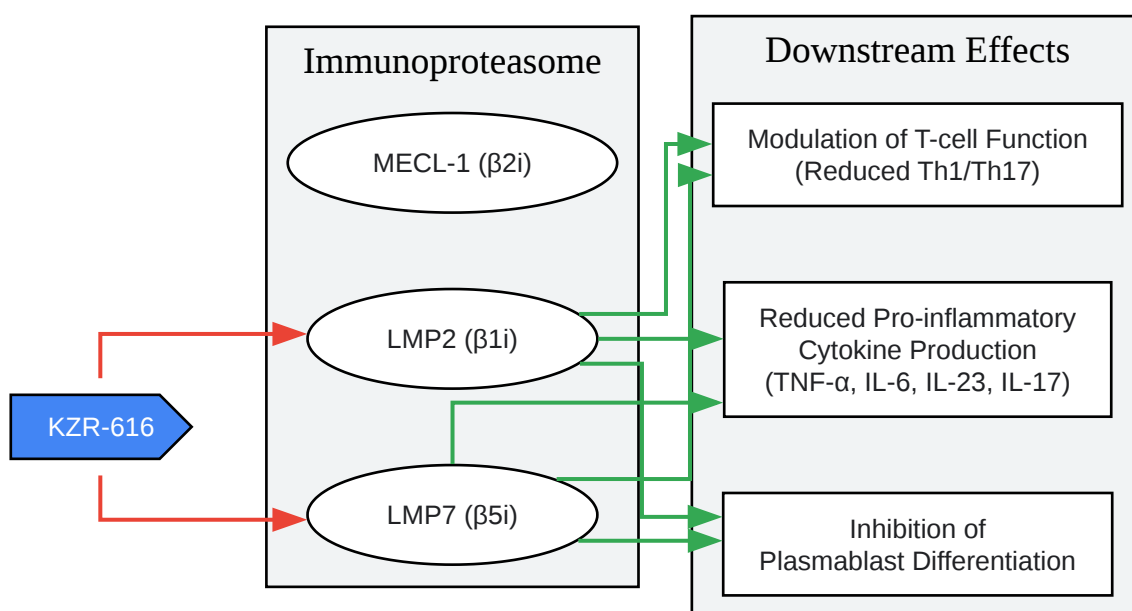 Immunoproteasome
MECL-1 (β2i)
LMP2 (β1i)
LMP7 (β5i)
KZR-616
Downstream Effects
Modulation of T-cell Function
(Reduced Th1/Th17)
Reduced Pro-inflammatory
Cytokine Production
(TNF-α, IL-6, IL-23, IL-17)
Inhibition of
Plasmablast Differentiation